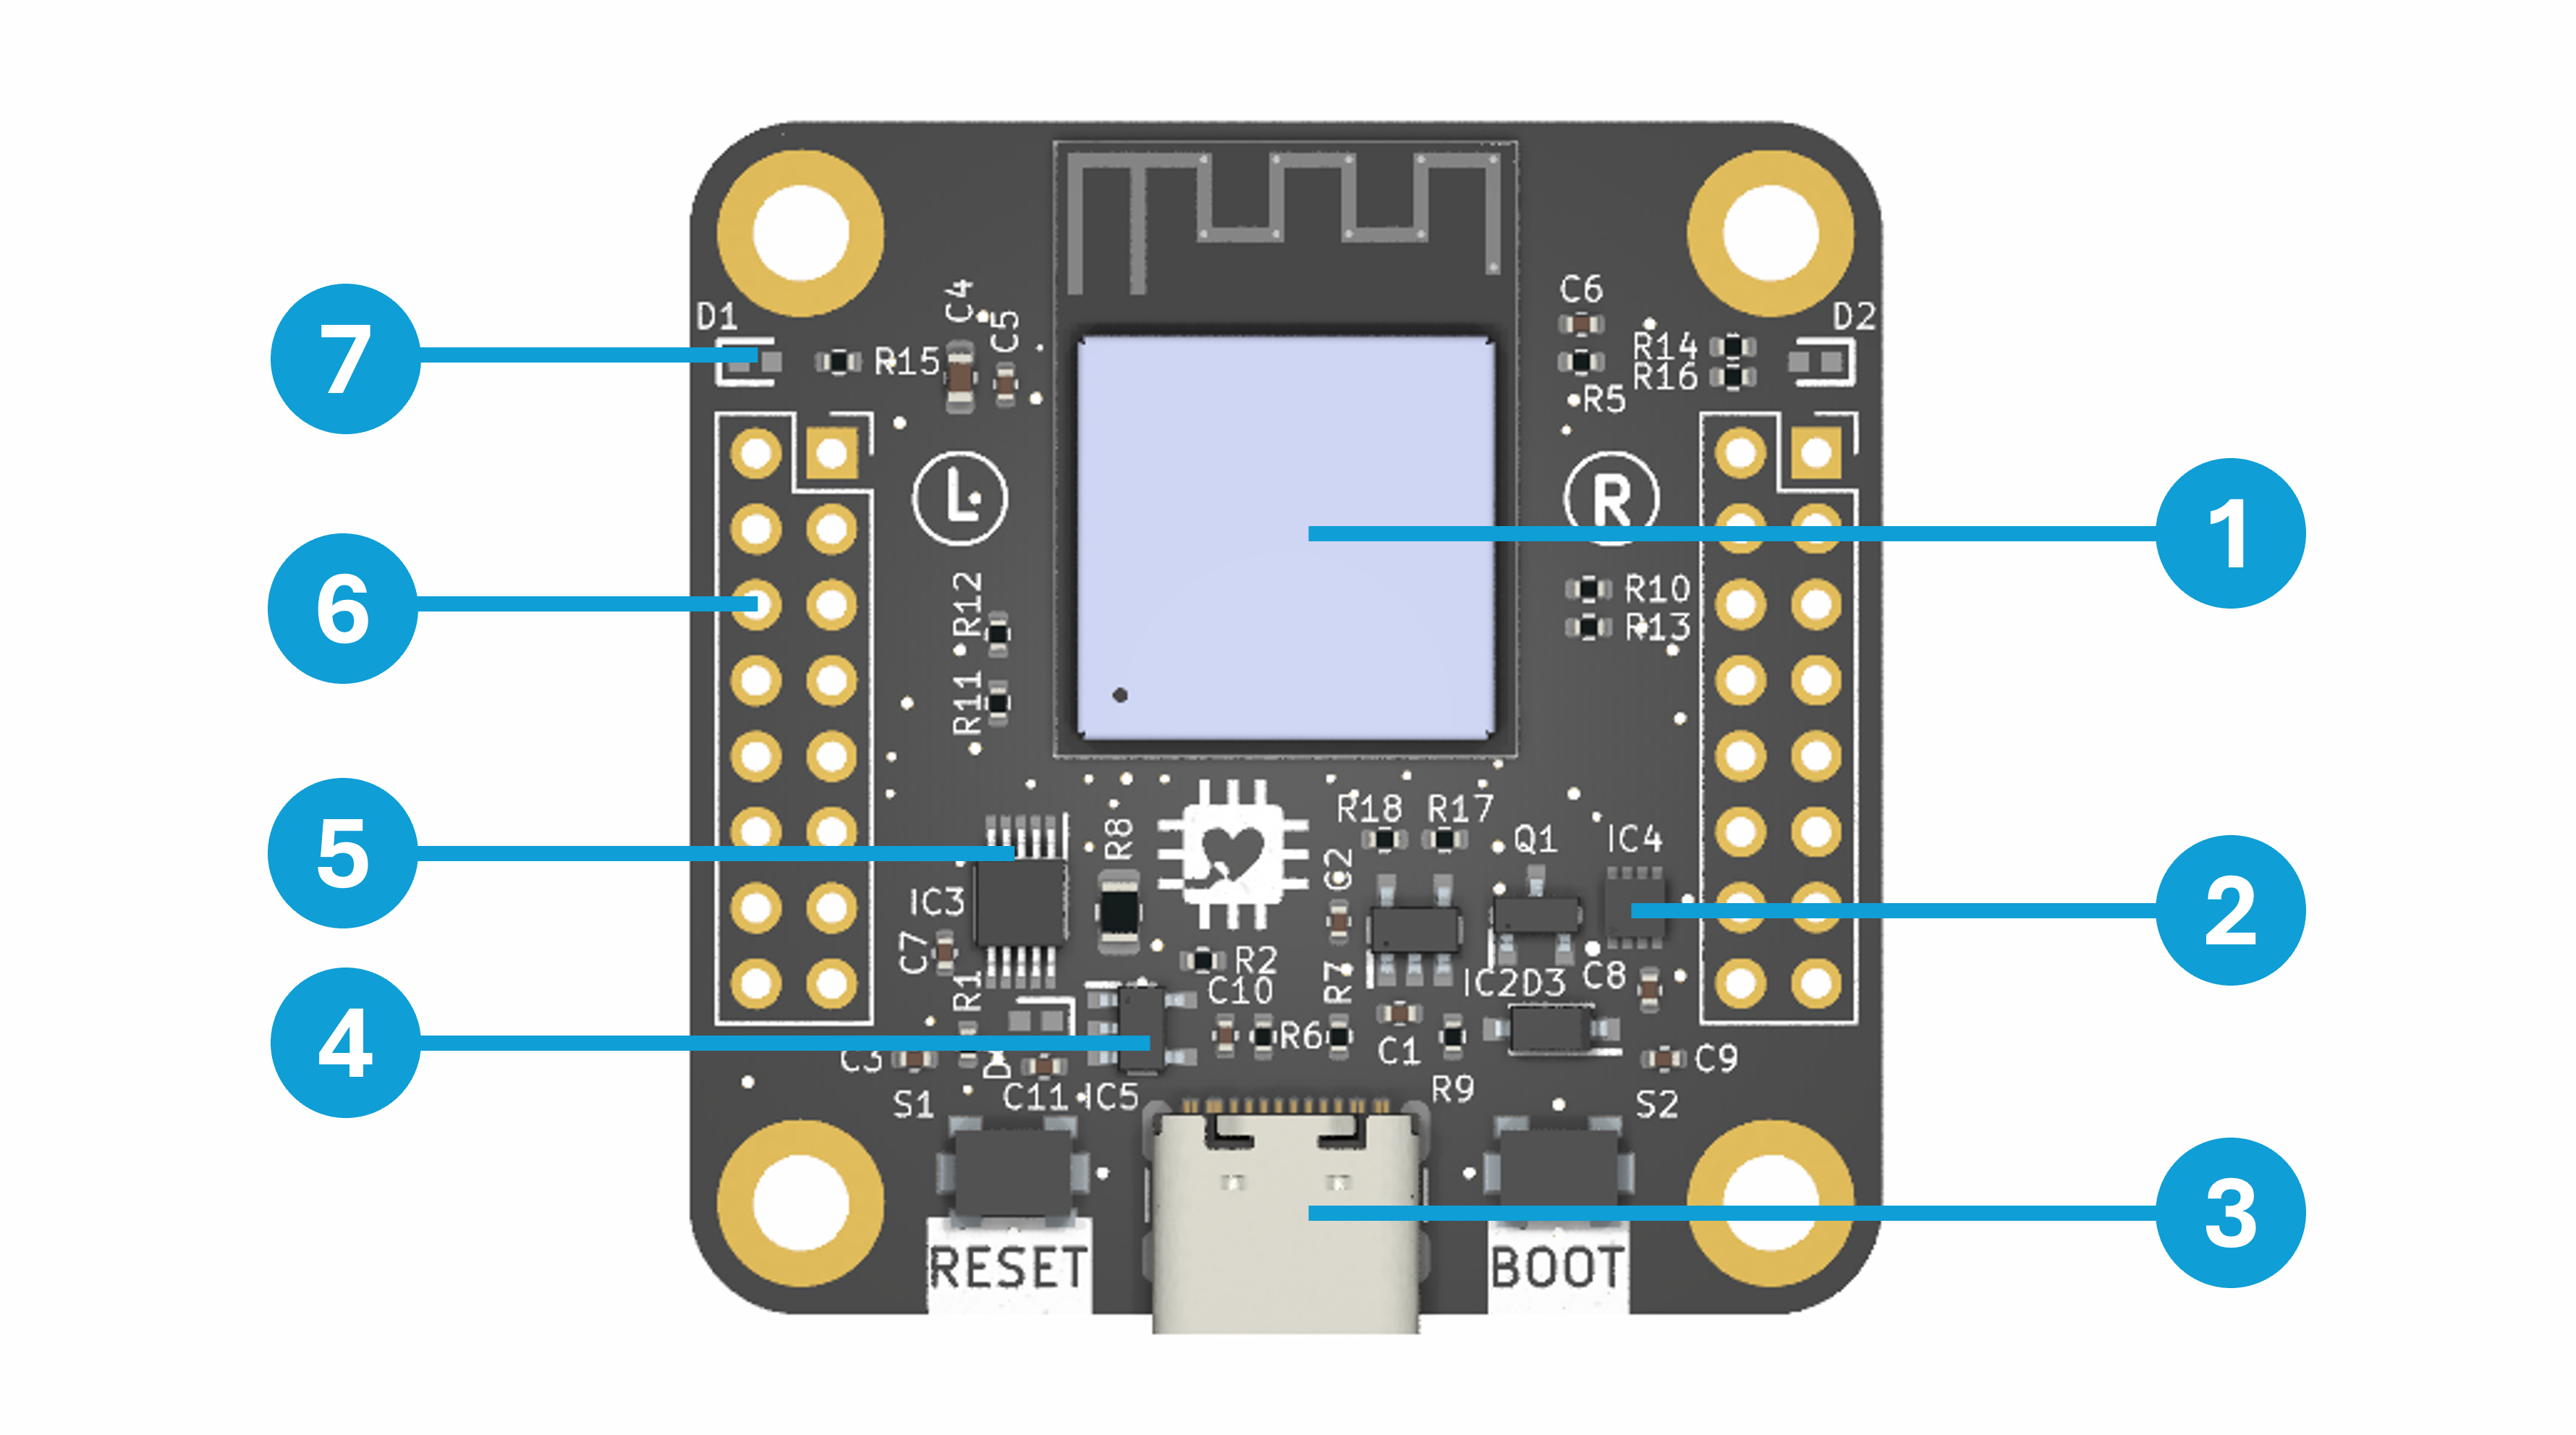 C4
C5
C6
D1
D2
7
R15
R14
R16
R5
L
R
1
6
R12
R10
R13
R11
R18
R17
R8
Q1
IC4
5
C2
IC3
2
C7
R2
R1
C10
R7
IC2
D3
C8
4
R6
C3
C1
C9
C11
IC5
R9
S1
S2
3
RESET
BOOT